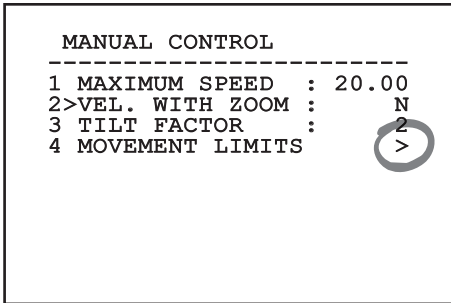 MANUAL CONTROL
-------------------------
1 MAXIMUM SPEED : 20.00
2>VEL. WITH ZOOM : N
3 TILT FACTOR : 2
4 MOVEMENT LIMITS >